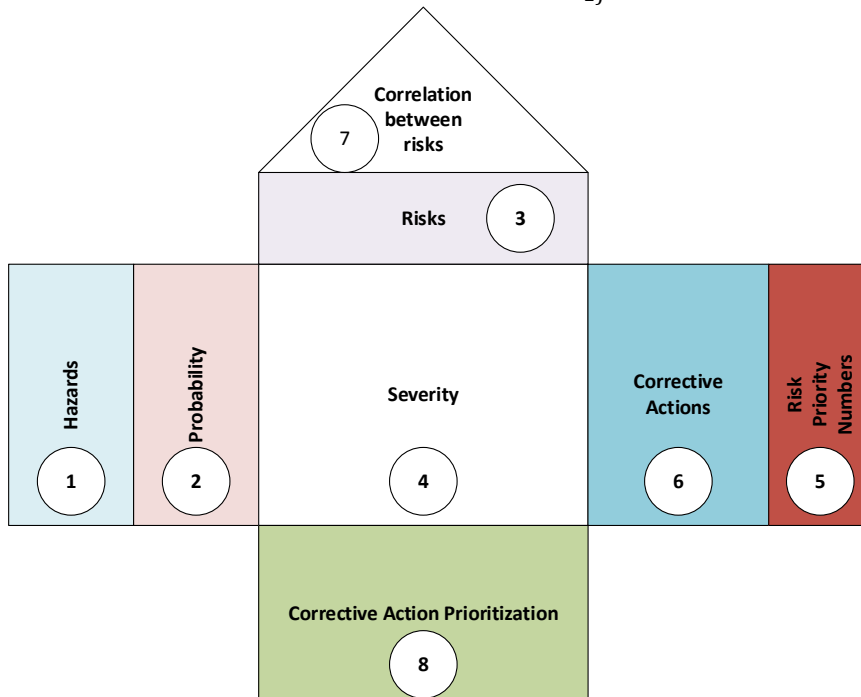 Correlation
between
risks
7
Risks
3
Hazards
1
Probability
2
Severity
4
Corrective
Actions
6
Risk
Priority
Numbers
5
Corrective Action Prioritization
8